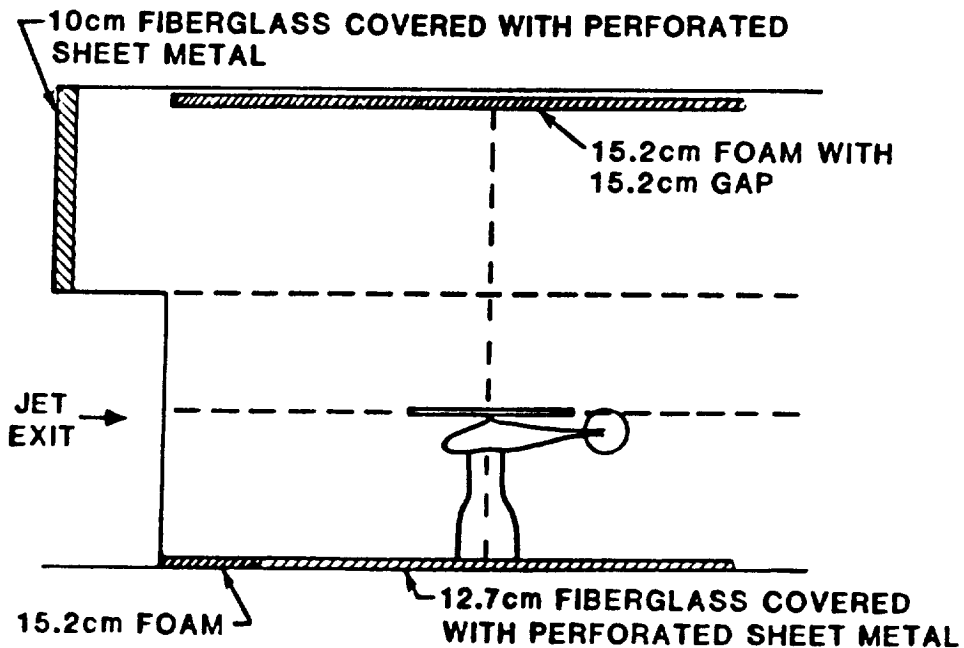 10cm FIBERGLASS COVERED WITH PERFORATED
SHEET METAL
15.2cm FOAM WITH
15.2cm GAP
JET
EXIT
15.2cm FOAM
12.7cm FIBERGLASS COVERED
WITH PERFORATED SHEET METAL